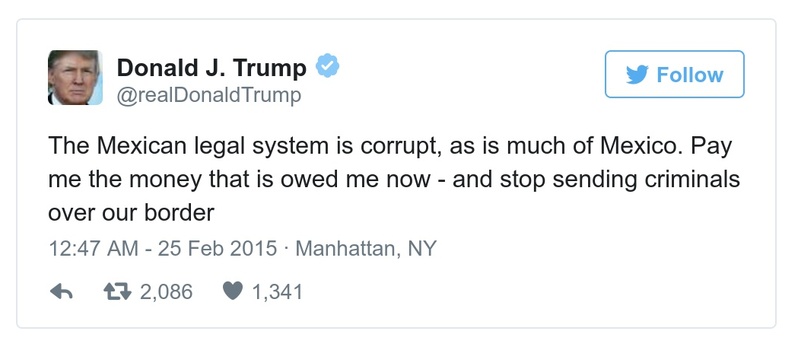 Donald J. Trump
@realDonaldTrump
Follow
The Mexican legal system is corrupt, as is much of Mexico. Pay
me the money that is owed me now - and stop sending criminals
over our border
12:47 AM - 25 Feb 2015 · Manhattan, NY
2,086 1,341